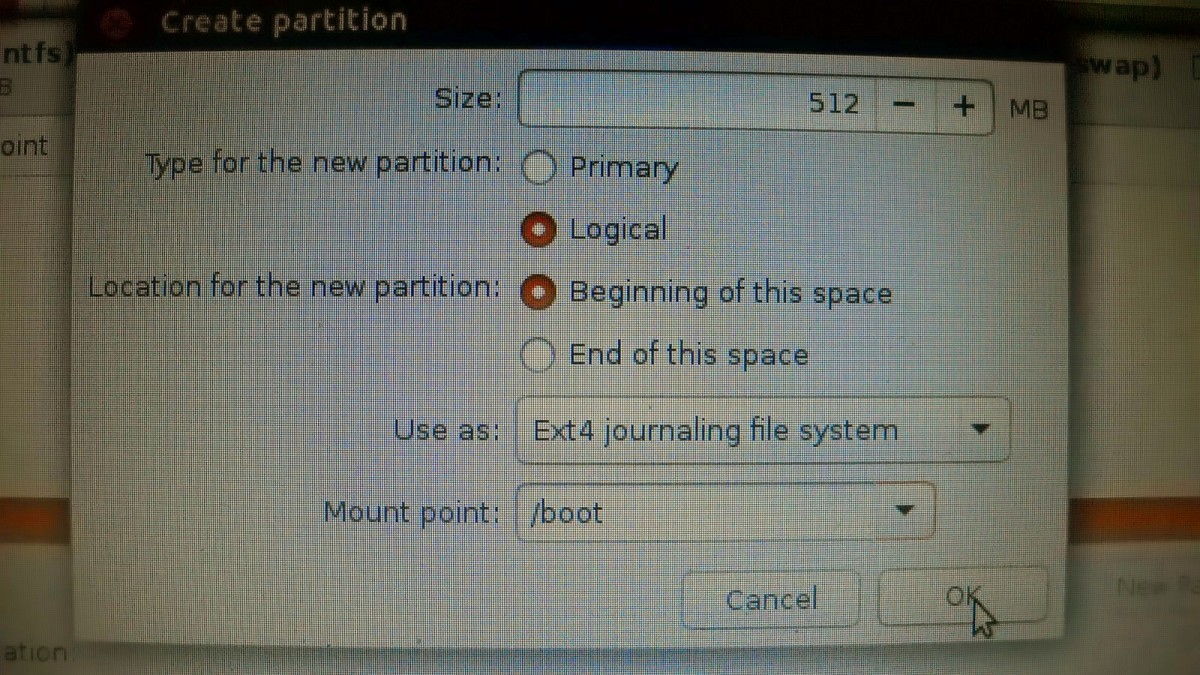 Create partition
ntfs)
swap)
Size: 512 − + MB
oint
Type for the new partition: Primary
Logical
Location for the new partition: Beginning of this space
End of this space
Use as: Ext4 journaling file system
Mount point: /boot
Cancel OK
New
ation